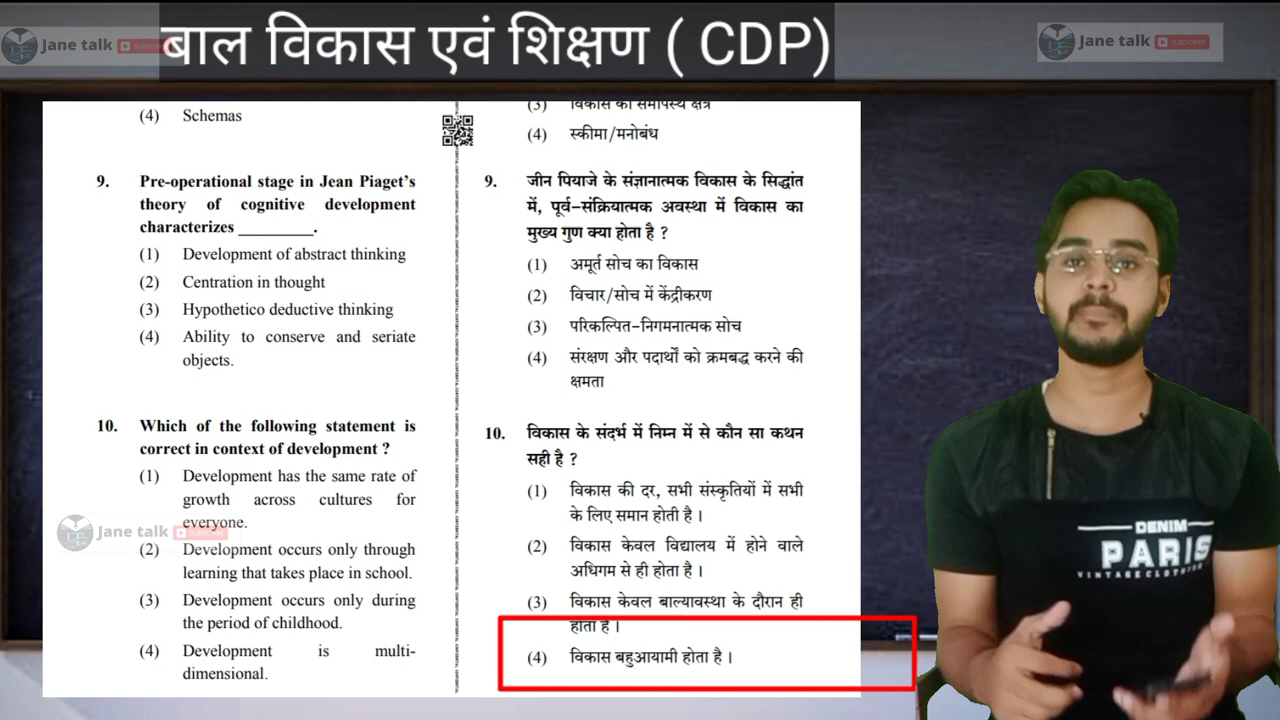 Jane talk SUBSCRIBE
बाल विकास एवं शिक्षण ( CDP)
Jane talk SUBSCRIBE
(4) Schemas
9. Pre-operational stage in Jean Piaget's
theory of cognitive development
characterizes _________.
(1) Development of abstract thinking
(2) Centration in thought
(3) Hypothetico deductive thinking
(4) Ability to conserve and seriate
objects.
10. Which of the following statement is
correct in context of development ?
(1) Development has the same rate of
growth across cultures for
everyone.
Jane talk SUBSCRIBE
(2) Development occurs only through
learning that takes place in school.
(3) Development occurs only during
the period of childhood.
(4) Development is multi-
dimensional.
(3) विकास का समीपस्थ क्षेत्र
(4) स्कीमा/मनोबंध
9. जीन पियाजे के संज्ञानात्मक विकास के सिद्धांत
में, पूर्व-संक्रियात्मक अवस्था में विकास का
मुख्य गुण क्या होता है ?
(1) अमूर्त सोच का विकास
(2) विचार/सोच में केंद्रीकरण
(3) परिकल्पित-निगमनात्मक सोच
(4) संरक्षण और पदार्थों को क्रमबद्ध करने की
क्षमता
10. विकास के संदर्भ में निम्न में से कौन सा कथन
सही है ?
(1) विकास की दर, सभी संस्कृतियों में सभी
के लिए समान होती है ।
(2) विकास केवल विद्यालय में होने वाले
अधिगम से ही होता है ।
(3) विकास केवल बाल्यावस्था के दौरान ही
होता है ।
(4) विकास बहुआयामी होता है ।
DENIM
PARIS